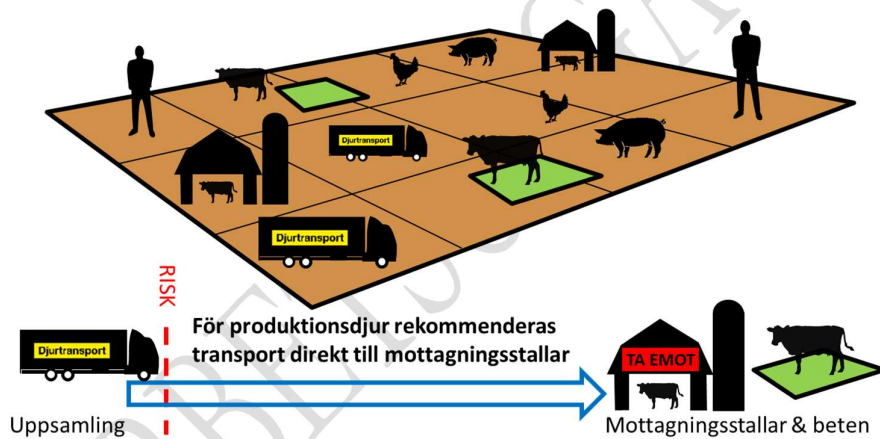 Djurtransport
Djurtransport
RISK
För produktionsdjur rekommenderas
transport direkt till mottagningsstallar
Djurtransport
TA EMOT
Uppsamling
Mottagningsstallar & beten